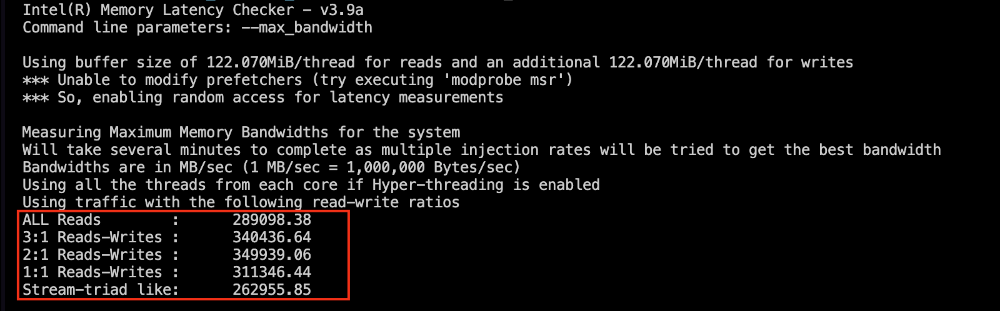 Intel(R) Memory Latency Checker - v3.9a
Command line parameters: --max_bandwidth
Using buffer size of 122.070MiB/thread for reads and an additional 122.070MiB/thread for writes
*** Unable to modify prefetchers (try executing 'modprobe msr')
*** So, enabling random access for latency measurements
Measuring Maximum Memory Bandwidths for the system
Will take several minutes to complete as multiple injection rates will be tried to get the best bandwidth
Bandwidths are in MB/sec (1 MB/sec = 1,000,000 Bytes/sec)
Using all the threads from each core if Hyper-threading is enabled
Using traffic with the following read-write ratios
ALL Reads        :      289098.38
3:1 Reads-Writes :      340436.64
2:1 Reads-Writes :      349939.06
1:1 Reads-Writes :      311346.44
Stream-triad like:      262955.85